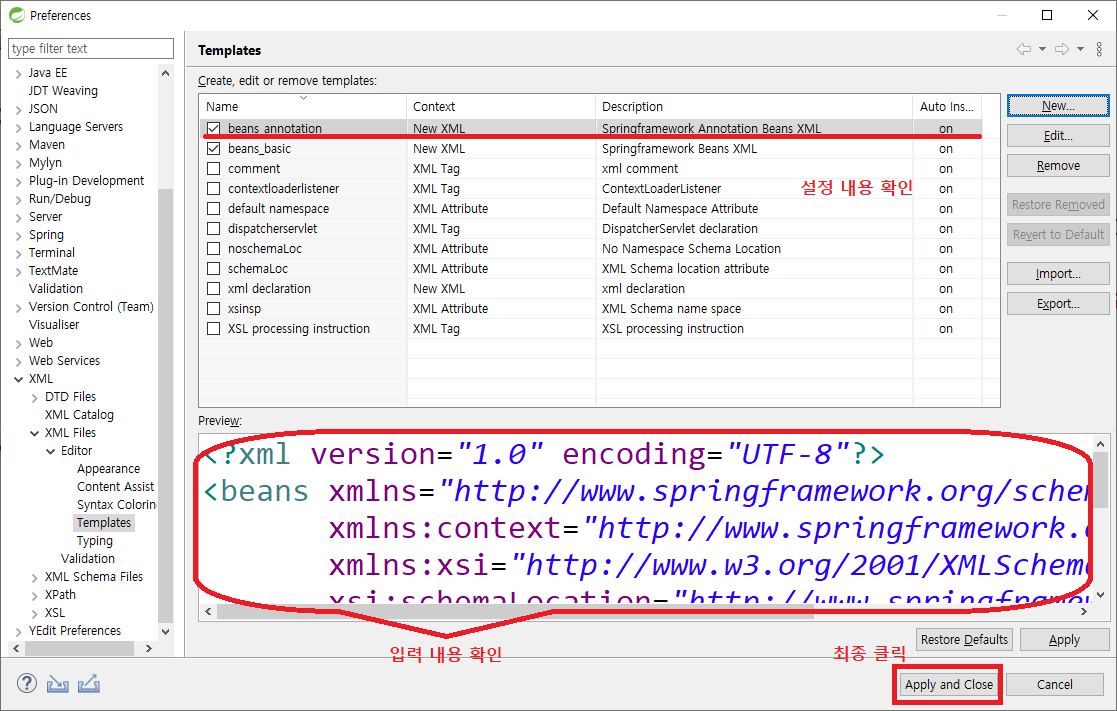 Preferences
type filter text
Java EE
JDT Weaving
JSON
Language Servers
Maven
Mylyn
Plug-in Development
Run/Debug
Server
Spring
Terminal
TextMate
Validation
Version Control (Team)
Visualiser
Web
Web Services
XML
DTD Files
XML Catalog
XML Files
Editor
Appearance
Content Assist
Syntax Colorin
Templates
Typing
Validation
XML Schema Files
XPath
XSL
YEdit Preferences
Templates
Create, edit or remove templates:
Name Context Description Auto Ins...
beans_annotation New XML Springframework Annotation Beans XML on
beans_basic New XML Springframework Beans XML on
comment XML Tag xml comment on
contextloaderlistener XML Tag ContextLoaderListener on
default namespace XML Attribute Default Namespace Attribute on
dispatcherservlet XML Tag DispatcherServlet declaration on
noschemaLoc XML Attribute No Namespace Schema Location on
schemaLoc XML Attribute XML Schema location attribute on
xml declaration New XML xml declaration on
xsinsp XML Attribute XML Schema name space on
XSL processing instruction XML Tag XSL processing instruction on
설정 내용 확인
New...
Edit...
Remove
Restore Removed
Revert to Default
Import...
Export...
Preview:
<?xml version="1.0" encoding="UTF-8"?>
<beans xmlns="http://www.springframework.org/schem
xmlns:context="http://www.springframework.o
xmlns:xsi="http://www.w3.org/2001/XMLSchema
xsi:schemaLocation="http://www.springframew
입력 내용 확인
Restore Defaults
Apply
최종 클릭
Apply and Close
Cancel